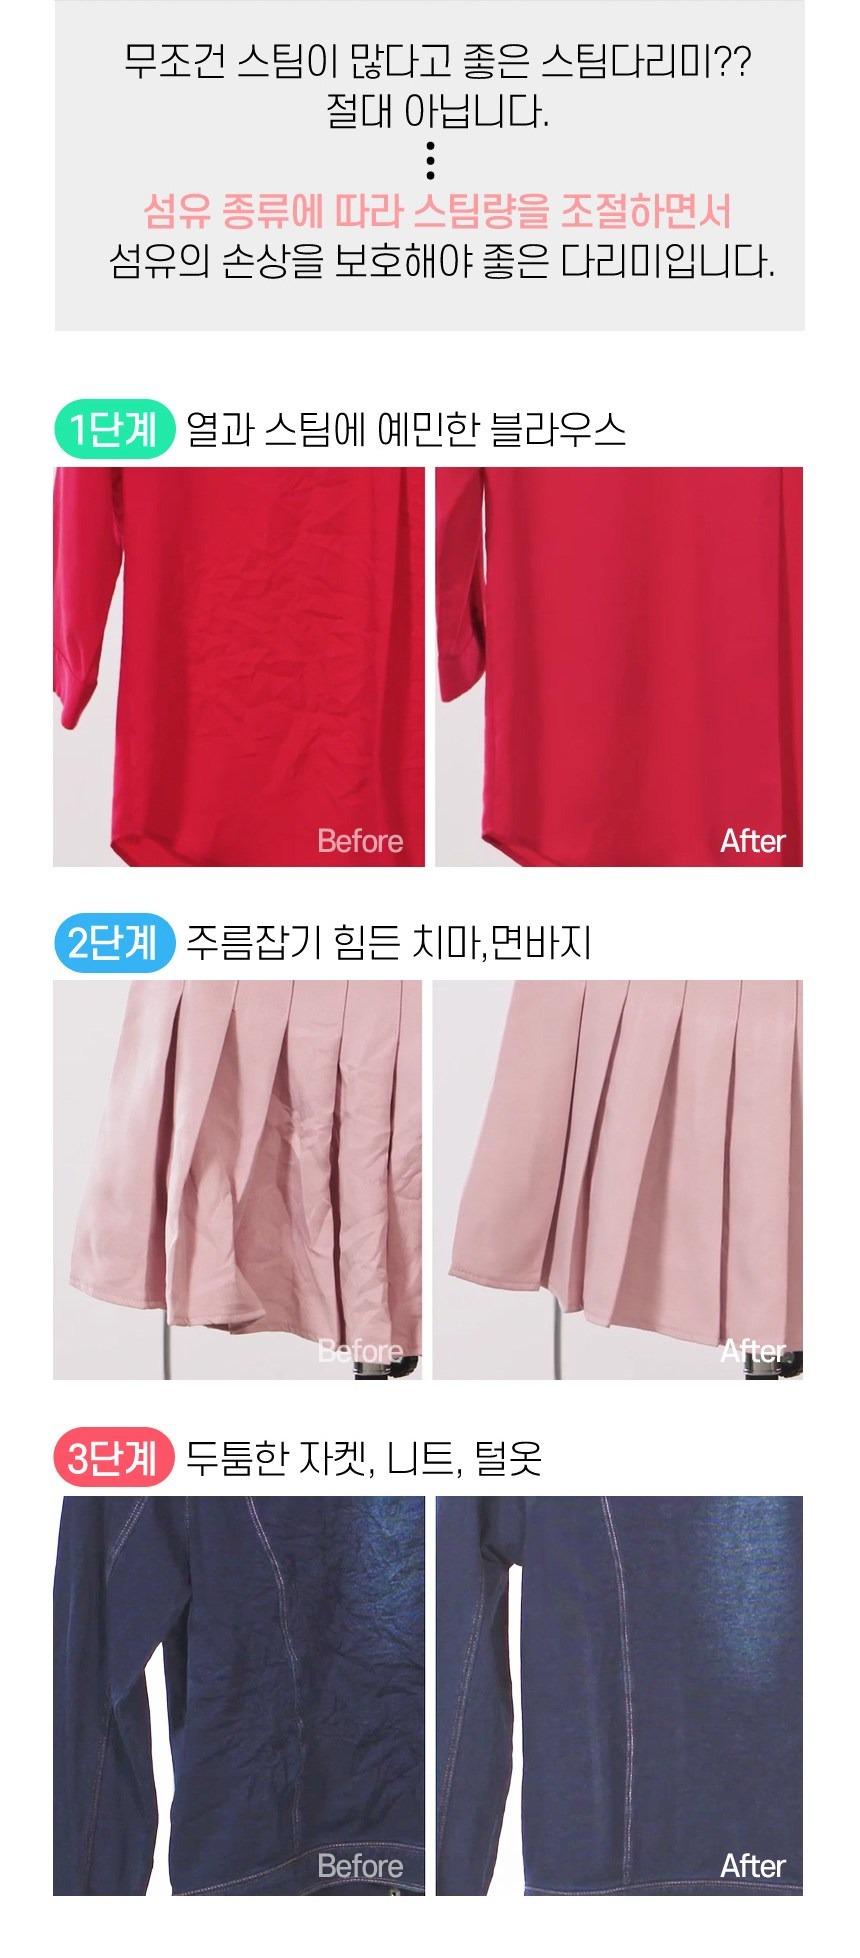 무조건 스팀이 많다고 좋은 스팀다리미??
절대 아닙니다.
섬유 종류에 따라 스팀량을 조절하면서
섬유의 손상을 보호해야 좋은 다리미입니다.
1단계 열과 스팀에 예민한 블라우스
Before
After
2단계 주름잡기 힘든 치마,면바지
Before
After
3단계 두툼한 자켓, 니트, 털옷
Before
After